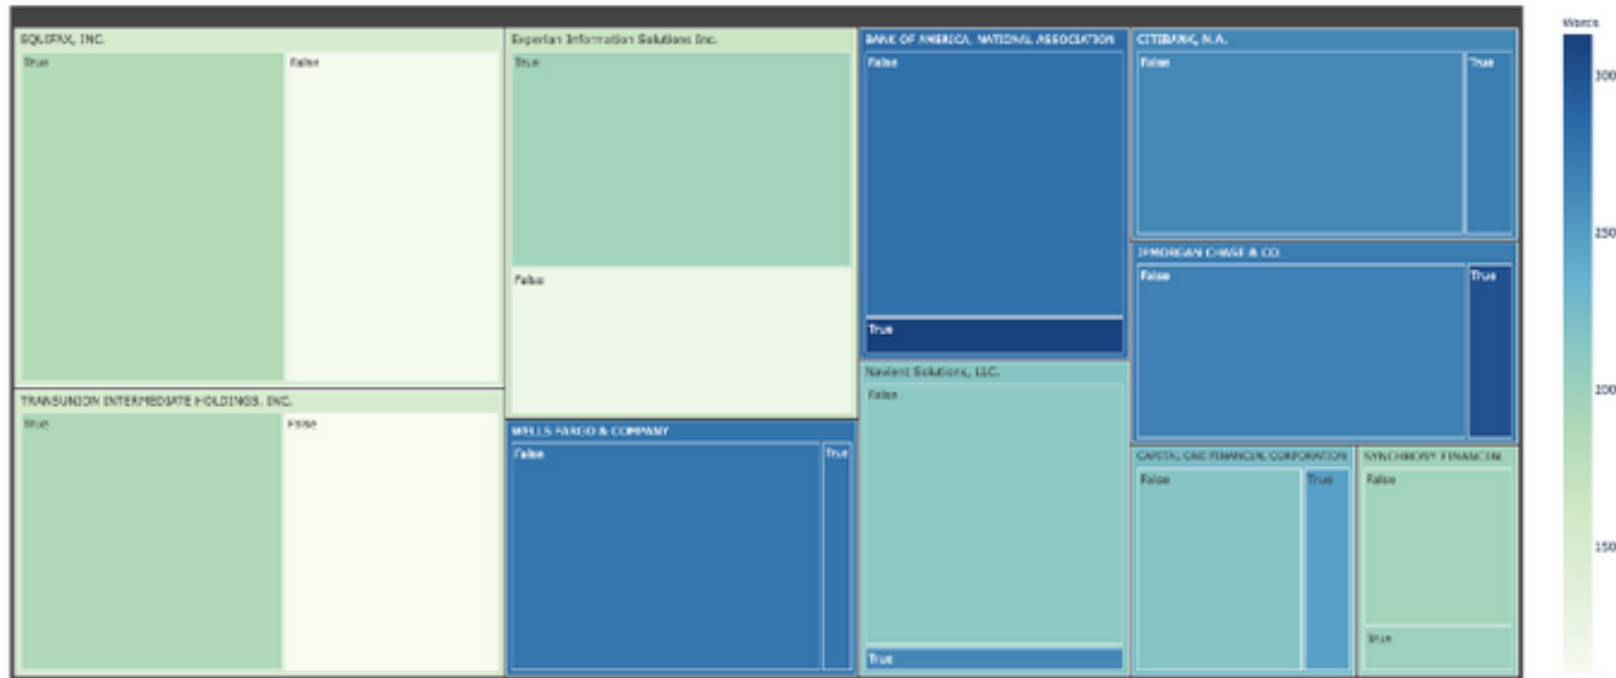 EQUIFAX, INC.
True
False
Experian Information Solutions Inc.
True
False
BANK OF AMERICA, NATIONAL ASSOCIATION
False
True
CITIBANK, N.A.
False
True
JPMORGAN CHASE & CO.
False
True
TRANSUNION INTERMEDIATE HOLDINGS, INC.
True
False
WELLS FARGO & COMPANY
False
True
Navient Solutions, LLC.
False
True
CAPITAL ONE FINANCIAL CORPORATION
False
True
SYNCHRONY FINANCIAL
False
True
Words
300
250
200
150